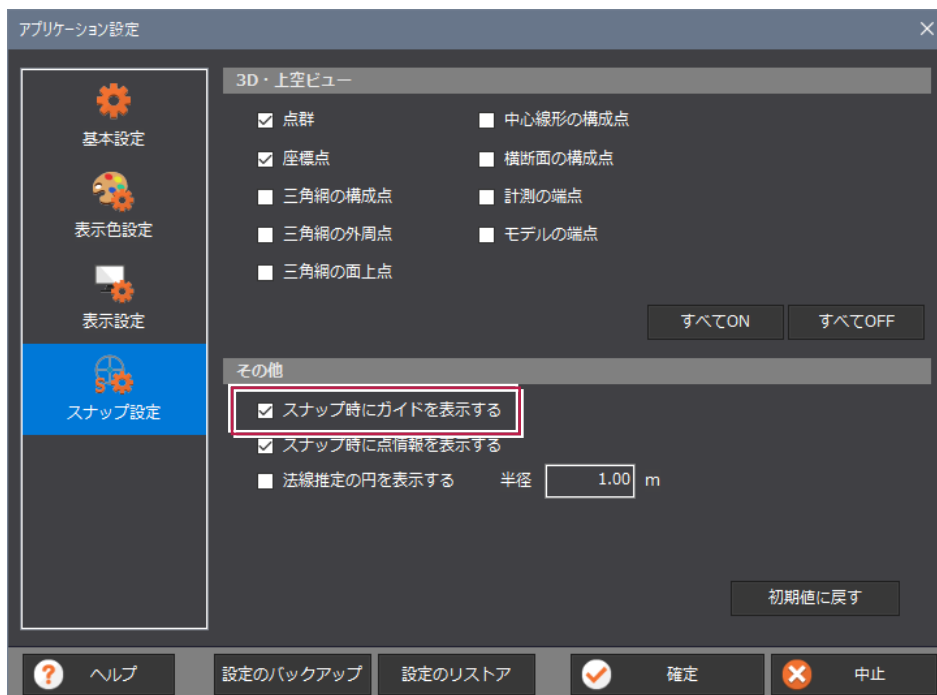 アプリケーション設定
基本設定
表示色設定
表示設定
スナップ設定
3D・上空ビュー
点群
中心線形の構成点
座標点
横断面の構成点
三角網の構成点
計測の端点
三角網の外周点
モデルの端点
三角網の面上点
すべてON
すべてOFF
その他
スナップ時にガイドを表示する
スナップ時に点情報を表示する
法線推定の円を表示する 半径 1.00 m
初期値に戻す
ヘルプ
設定のバックアップ
設定のリストア
確定
中止